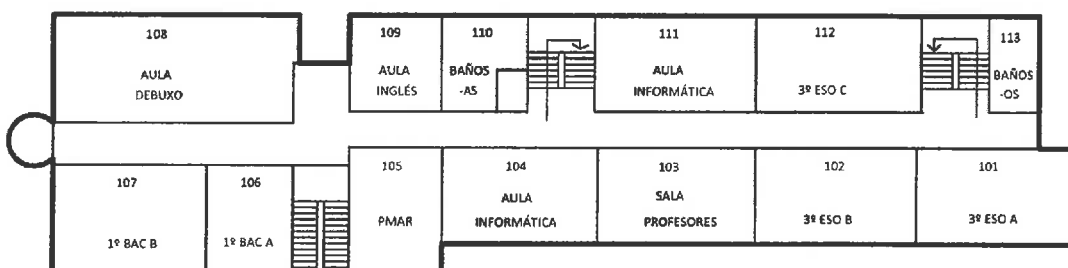 108
AULA
DEBUXO
109
AULA
INGLÉS
110
BAÑOS
-AS
111
AULA
INFORMÁTICA
112
3º ESO C
113
BAÑOS
-OS
107
1º BAC B
106
1º BAC A
105
PMAR
104
AULA
INFORMÁTICA
103
SALA
PROFESORES
102
3º ESO B
101
3º ESO A